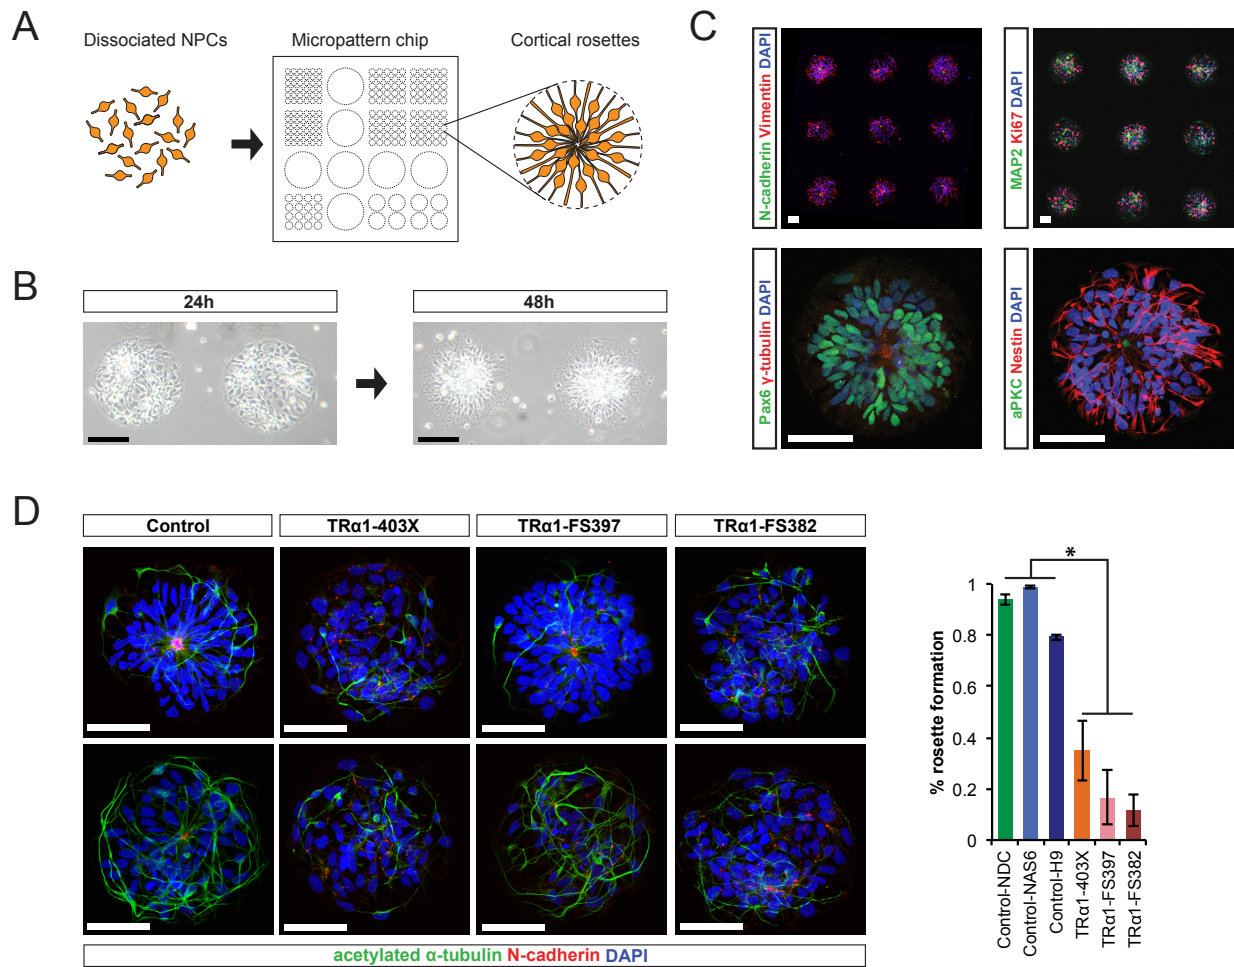 A
Dissociated NPCs
Micropattern chip
Cortical rosettes
B
24h
48h
C
N-cadherin Vimentin DAPI
MAP2 Ki67 DAPI
Pax6 γ-tubulin DAPI
aPKC Nestin DAPI
D
Control
TRα1-403X
TRα1-FS397
TRα1-FS382
acetylated α-tubulin N-cadherin DAPI
*
% rosette formation
1
0.8
0.6
0.4
0.2
0
Control-NDC
Control-NAS6
Control-H9
TRα1-403X
TRα1-FS397
TRα1-FS382